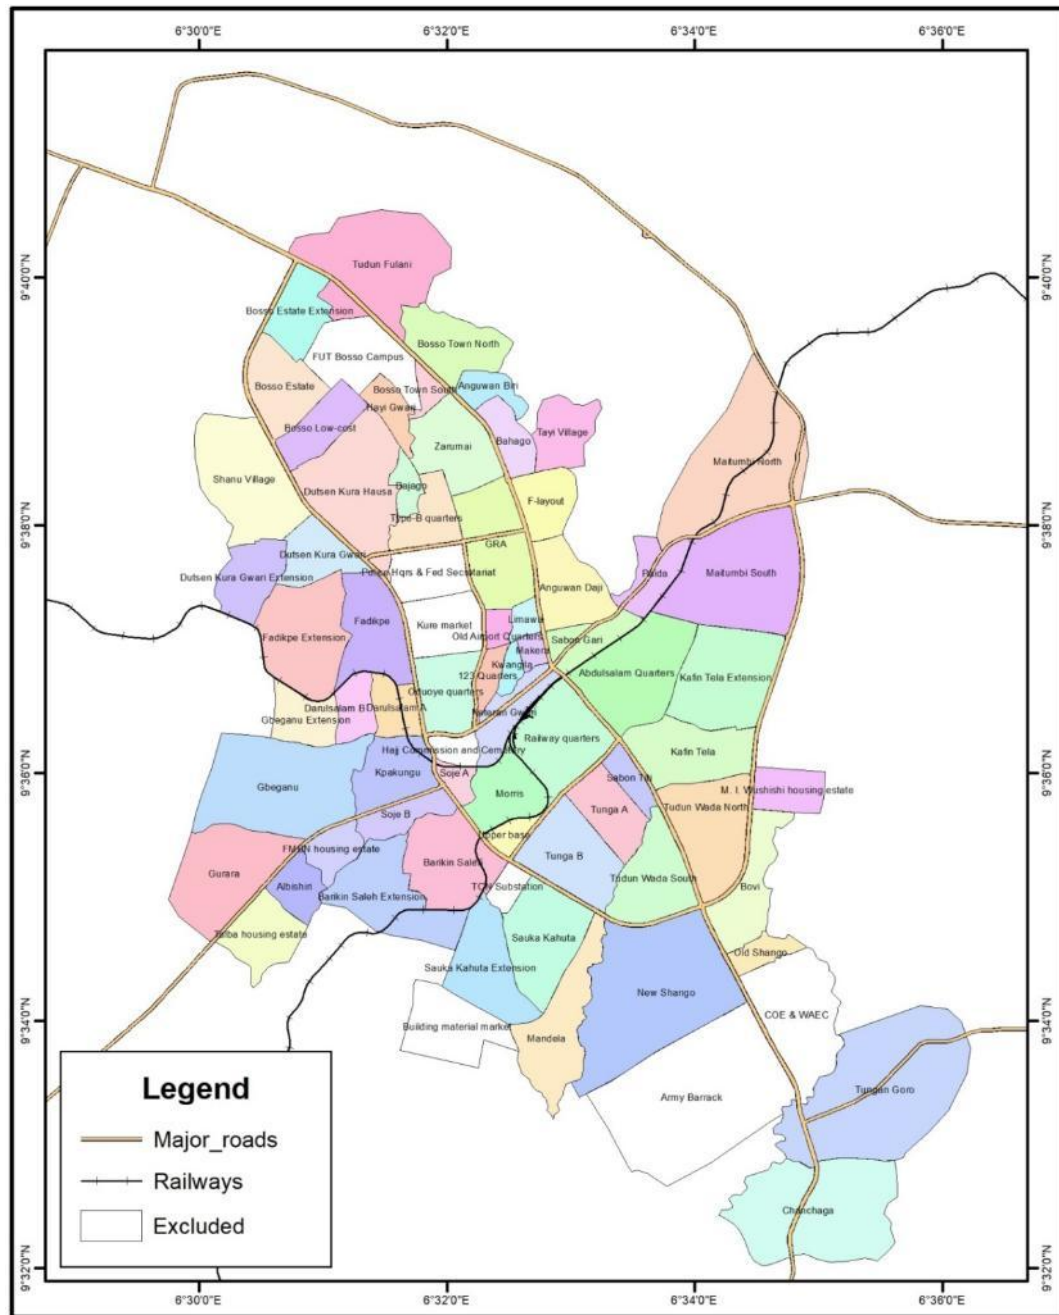 6°30'0"E
6°32'0"E
6°34'0"E
6°36'0"E
9°40'0"N
9°40'0"N
Tudun Fulani
Bosso Estate Extension
Bosso Town North
FUT Bosso Campus
Bosso Estate
Bosso Town South
Anguwan Biri
Hayi Gwari
Bosso Low-cost
Tayi Village
Bahago
Zarumai
Maitumbi North
Shanu Village
Dutsen Kura Hausa
Bajago
F-layout
Type-B quarters
9°38'0"N
9°38'0"N
GRA
Dutsen Kura Gwari
Police Hqrs & Fed Secretariat
Maitumbi South
Dutsen Kura Gwari Extension
Anguwan Daji
Fadikpe
Limawa
Kure market
Fadikpe Extension
Old Airport Quarters
Sabon Gari
Makera
Kwangila
123 Quarters
Abdulsalam Quarters
Kafin Tela Extension
Oduoye quarters
Darulsalam B
Darulsalam A
Gbeganu Extension
Hajj Commission and Cemetry
Railway quarters
Kafin Tela
9°36'0"N
9°36'0"N
Kpakungu
Soje A
Gbeganu
Morris
M. I. Wushishi housing estate
Tunga A
Tudun Wada North
Soje B
Upper base
FMHN housing estate
Tunga B
Barikin Saleh
Gurara
Tudun Wada South
Albishiri
TCN Substation
Bovi
Barikin Saleh Extension
Talba housing estate
Sauka Kahuta
Old Shango
Sauka Kahuta Extension
New Shango
COE & WAEC
9°34'0"N
9°34'0"N
Building material market
Mandela
Tungan Goro
Army Barrack
Chanchaga
Legend
Major_roads
Railways
Excluded
9°32'0"N
9°32'0"N
6°30'0"E
6°32'0"E
6°34'0"E
6°36'0"E